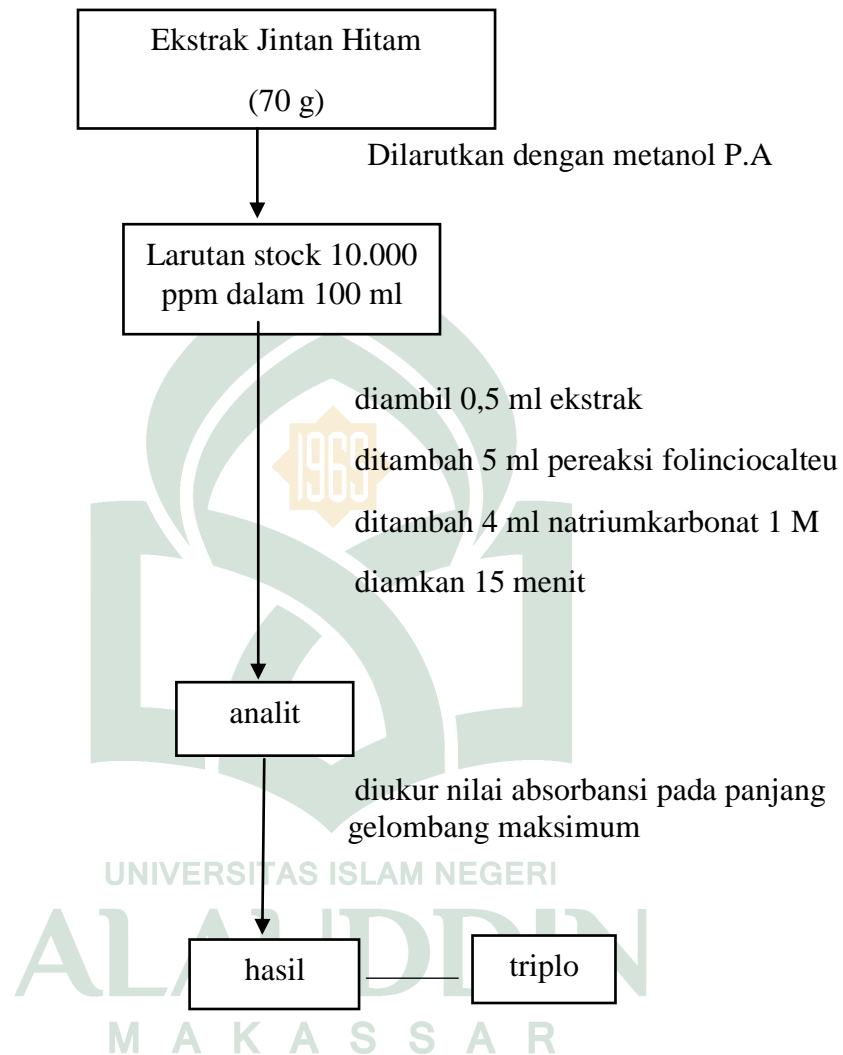 Ekstrak Jintan Hitam
(70 g)
Dilarutkan dengan metanol P.A
Larutan stock 10.000
ppm dalam 100 ml
diambil 0,5 ml ekstrak
1969
ditambah 5 ml pereaksi folinciocalteu
ditambah 4 ml natriumkarbonat 1 M
diamkan 15 menit
analit
diukur nilai absorbansi pada panjang
gelombang maksimum
UNIVERSITAS ISLAM NEGERI
ALAUDDIN
hasil
triplo
MAKASSAR